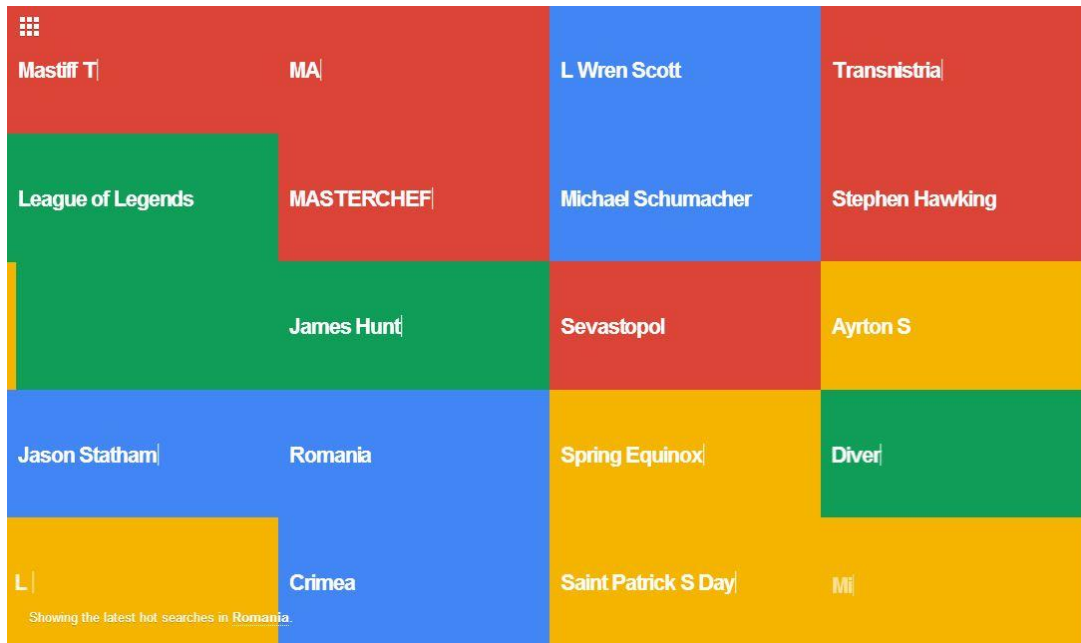 Mastiff T
MA
L Wren Scott
Transnistria
League of Legends
MASTERCHEF
Michael Schumacher
Stephen Hawking
James Hunt
Sevastopol
Ayrton S
Jason Statham
Romania
Spring Equinox
Diver
L
Crimea
Saint Patrick S Day
Mi
Showing the latest hot searches in Romania.